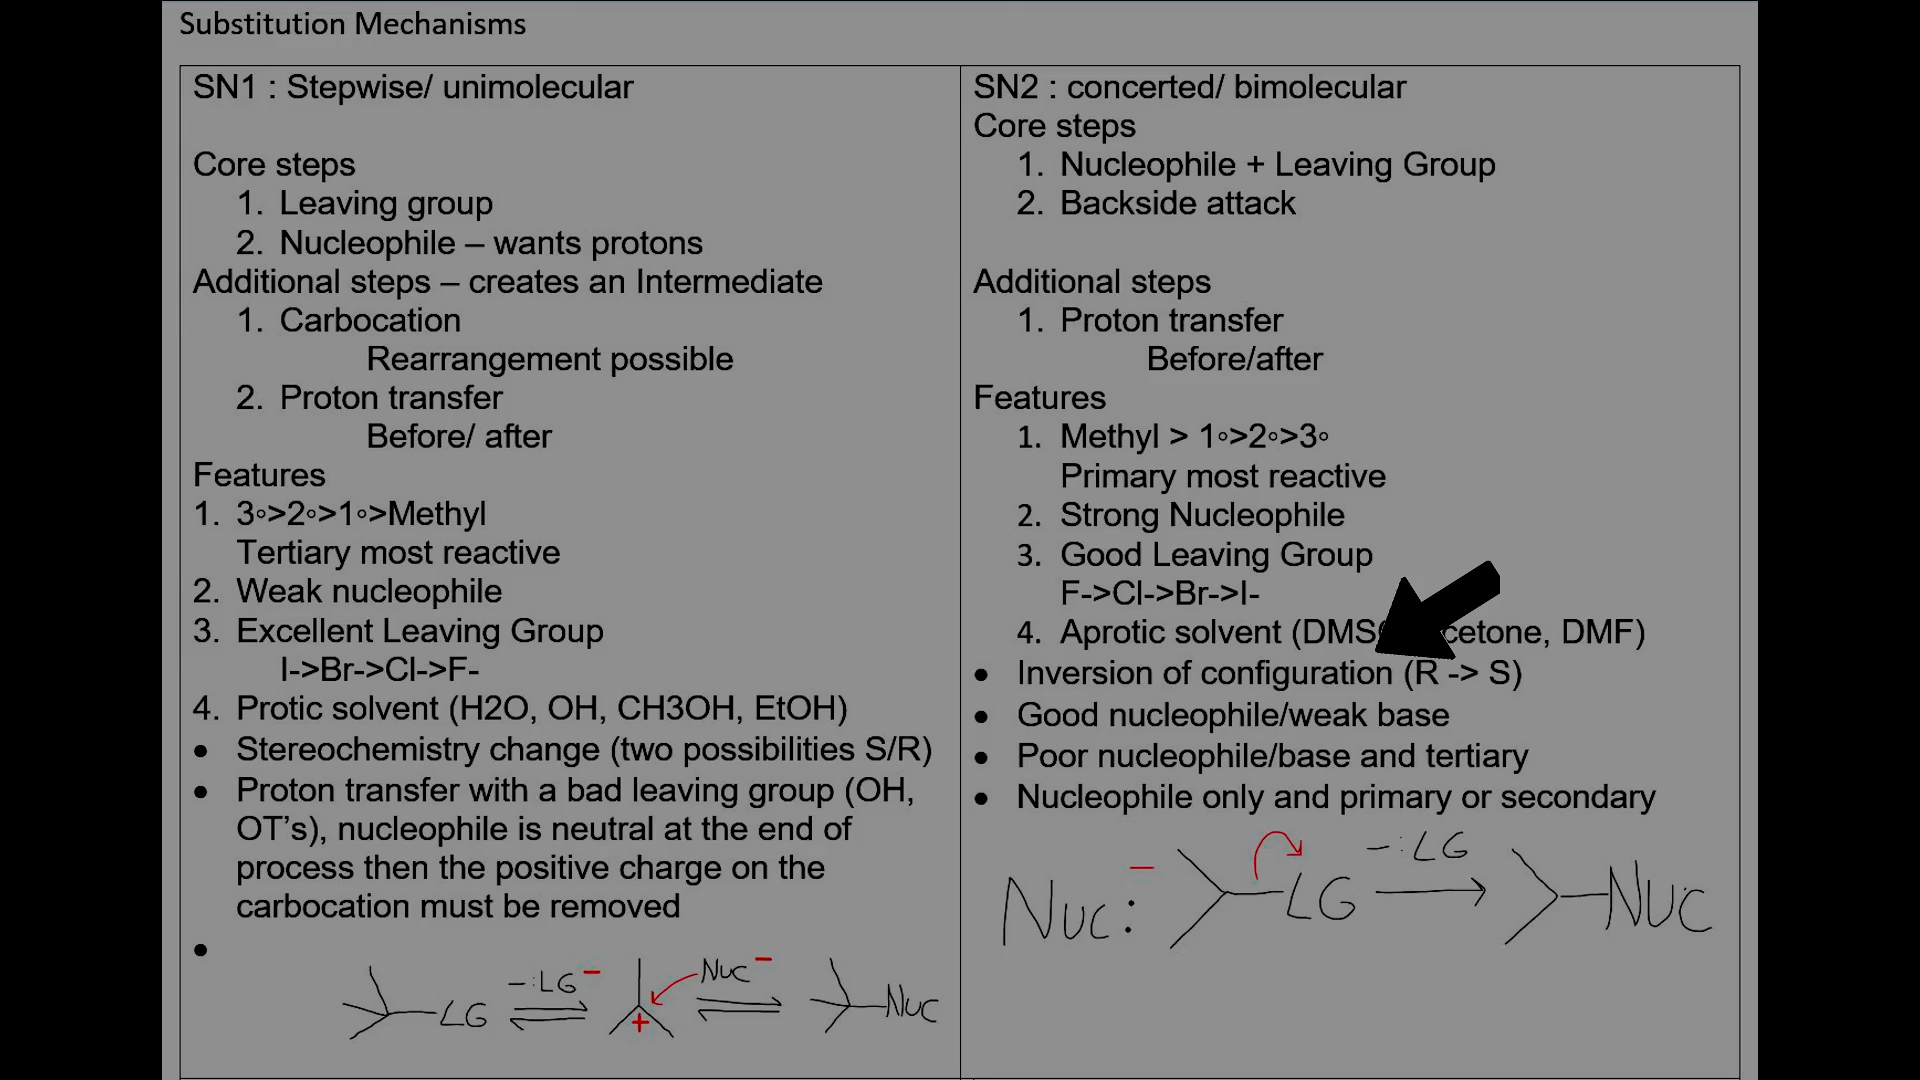 Substitution Mechanisms
SN1 : Stepwise/ unimolecular
Core steps
1. Leaving group
2. Nucleophile – wants protons
Additional steps – creates an Intermediate
1. Carbocation
Rearrangement possible
2. Proton transfer
Before/ after
Features
1. 3◦>2◦>1◦>Methyl
Tertiary most reactive
2. Weak nucleophile
3. Excellent Leaving Group
I->Br->Cl->F-
4. Protic solvent (H2O, OH, CH3OH, EtOH)
• Stereochemistry change (two possibilities S/R)
• Proton transfer with a bad leaving group (OH,
OT's), nucleophile is neutral at the end of
process then the positive charge on the
carbocation must be removed
•
LG -:LG − + Nuc − Nuc
SN2 : concerted/ bimolecular
Core steps
1. Nucleophile + Leaving Group
2. Backside attack
Additional steps
1. Proton transfer
Before/after
Features
1. Methyl > 1◦>2◦>3◦
Primary most reactive
2. Strong Nucleophile
3. Good Leaving Group
F->Cl->Br->I-
4. Aprotic solvent (DMS cetone, DMF)
• Inversion of configuration (R -> S)
• Good nucleophile/weak base
• Poor nucleophile/base and tertiary
• Nucleophile only and primary or secondary
Nuc: − LG -:LG Nuc